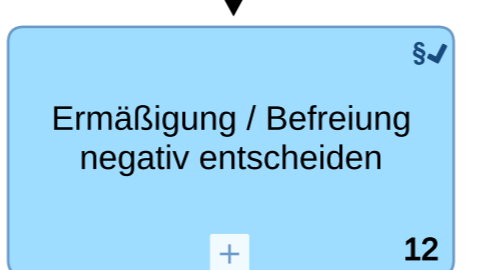 §✔
Ermäßigung / Befreiung
negativ entscheiden
+
12